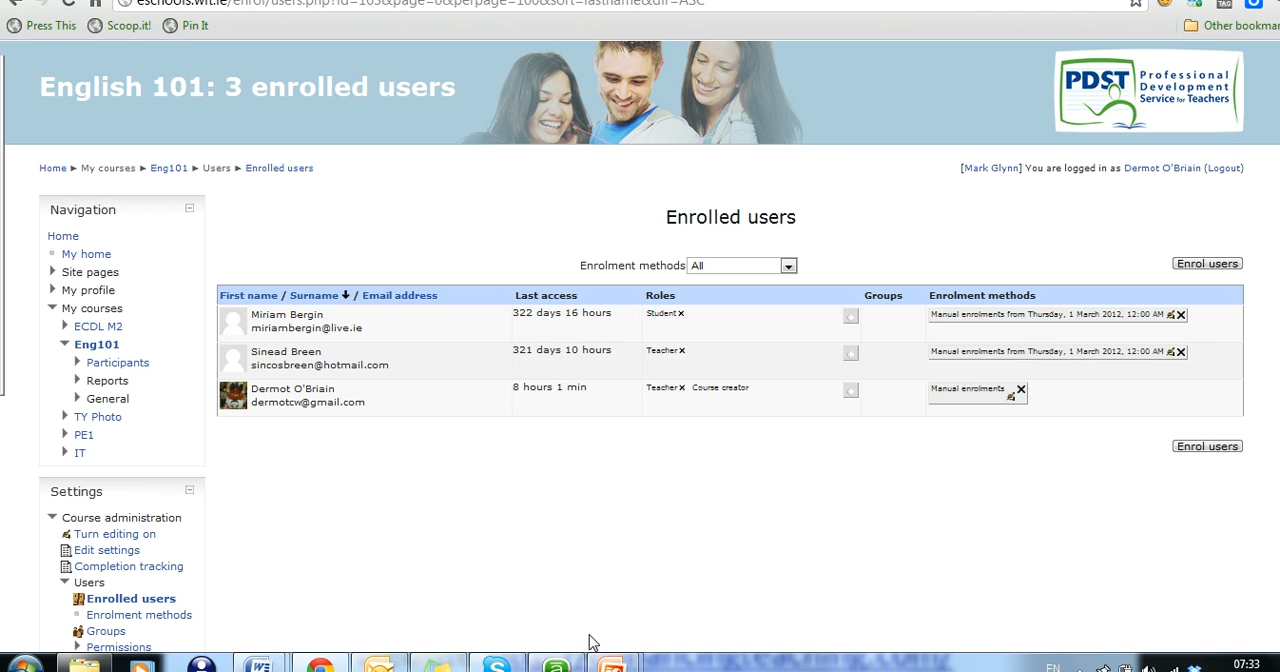 eschools.wit.ie/enrol/users.php?id=103&page=0&perpage=100&sort=lastname&dir=ASC
Press This Scoop.it! Pin It Other bookmar
English 101: 3 enrolled users
PDST Professional Development Service for Teachers
Home ► My courses ► Eng101 ► Users ► Enrolled users
[Mark Glynn] You are logged in as Dermot O'Briain (Logout)
Navigation
Home
My home
Site pages
My profile
My courses
ECDL M2
Eng101
Participants
Reports
General
TY Photo
PE1
IT
Settings
Course administration
Turn editing on
Edit settings
Completion tracking
Users
Enrolled users
Enrolment methods
Groups
Permissions
Enrolled users
Enrolment methods All
Enrol users
First name / Surname / Email address Last access Roles Groups Enrolment methods
Miriam Bergin 322 days 16 hours Student Manual enrolments from Thursday, 1 March 2012, 12:00 AM
miriambergin@live.ie
Sinead Breen 321 days 10 hours Teacher Manual enrolments from Thursday, 1 March 2012, 12:00 AM
sincosbreen@hotmail.com
Dermot O'Briain 8 hours 1 min Teacher Course creator Manual enrolments
dermotcw@gmail.com
Enrol users
EN 07:33